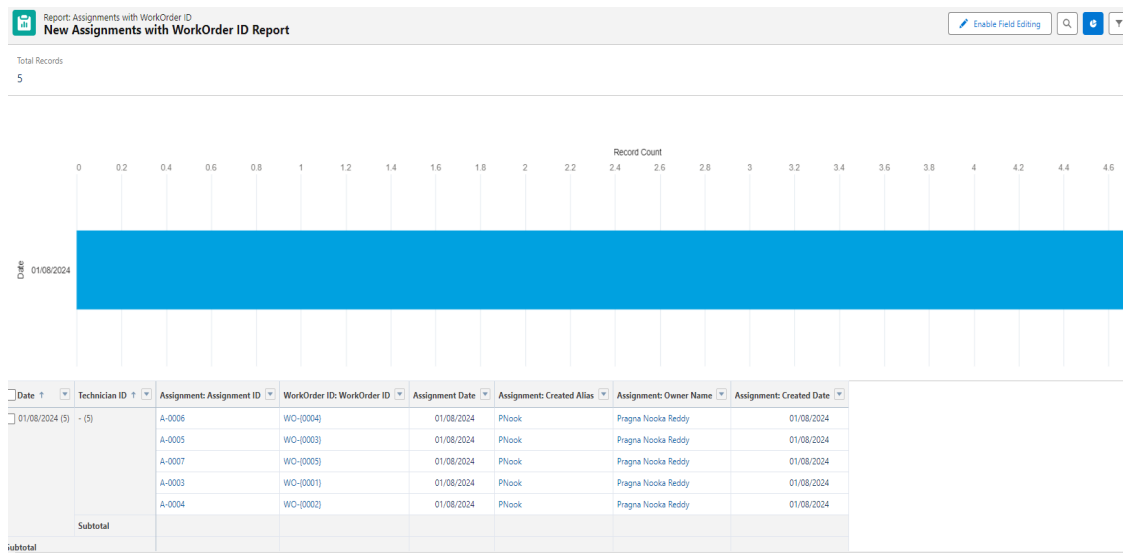 Report: Assignments with WorkOrder ID
New Assignments with WorkOrder ID Report
Enable Field Editing
Total Records
5
Record Count
0 0.2 0.4 0.6 0.8 1 1.2 1.4 1.6 1.8 2 2.2 2.4 2.6 2.8 3 3.2 3.4 3.6 3.8 4 4.2 4.4 4.6
Date
01/08/2024
Date ↑ Technician ID ↑ Assignment: Assignment ID WorkOrder ID: WorkOrder ID Assignment Date Assignment: Created Alias Assignment: Owner Name Assignment: Created Date
01/08/2024 (5) - (5) A-0006 WO-{0004} 01/08/2024 PNook Pragna Nooka Reddy 01/08/2024
A-0005 WO-{0003} 01/08/2024 PNook Pragna Nooka Reddy 01/08/2024
A-0007 WO-{0005} 01/08/2024 PNook Pragna Nooka Reddy 01/08/2024
A-0003 WO-{0001} 01/08/2024 PNook Pragna Nooka Reddy 01/08/2024
A-0004 WO-{0002} 01/08/2024 PNook Pragna Nooka Reddy 01/08/2024
Subtotal
Subtotal